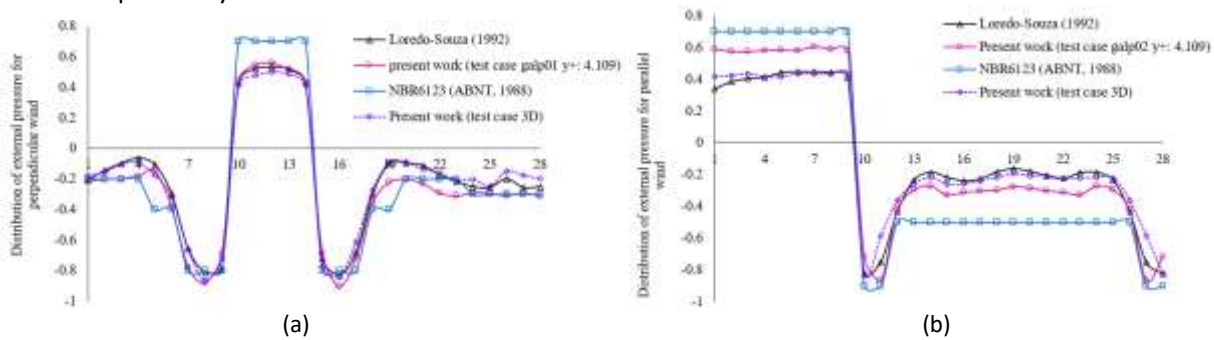 Distribution of external pressure for
perpendicular wind
0.8
0.6
0.4
0.2
0
-0.2
-0.4
-0.6
-0.8
-1
1 7 10 13 16 19 22 25 28
Loredo-Souza (1992)
present work (test case galp01 y+: 4.109)
NBR6123 (ABNT, 1988)
Present work (test case 3D)
(a)
Distribution of external pressure for parallel
wind
0.8
0.6
0.4
0.2
0
-0.2
-0.4
-0.6
-0.8
-1
1 4 7 10 13 16 19 22 25 28
Loredo-Souza (1992)
Present work (test case galp02 y+: 4.109)
NBR6123 (ABNT, 1988)
Present work (test case 3D)
(b)